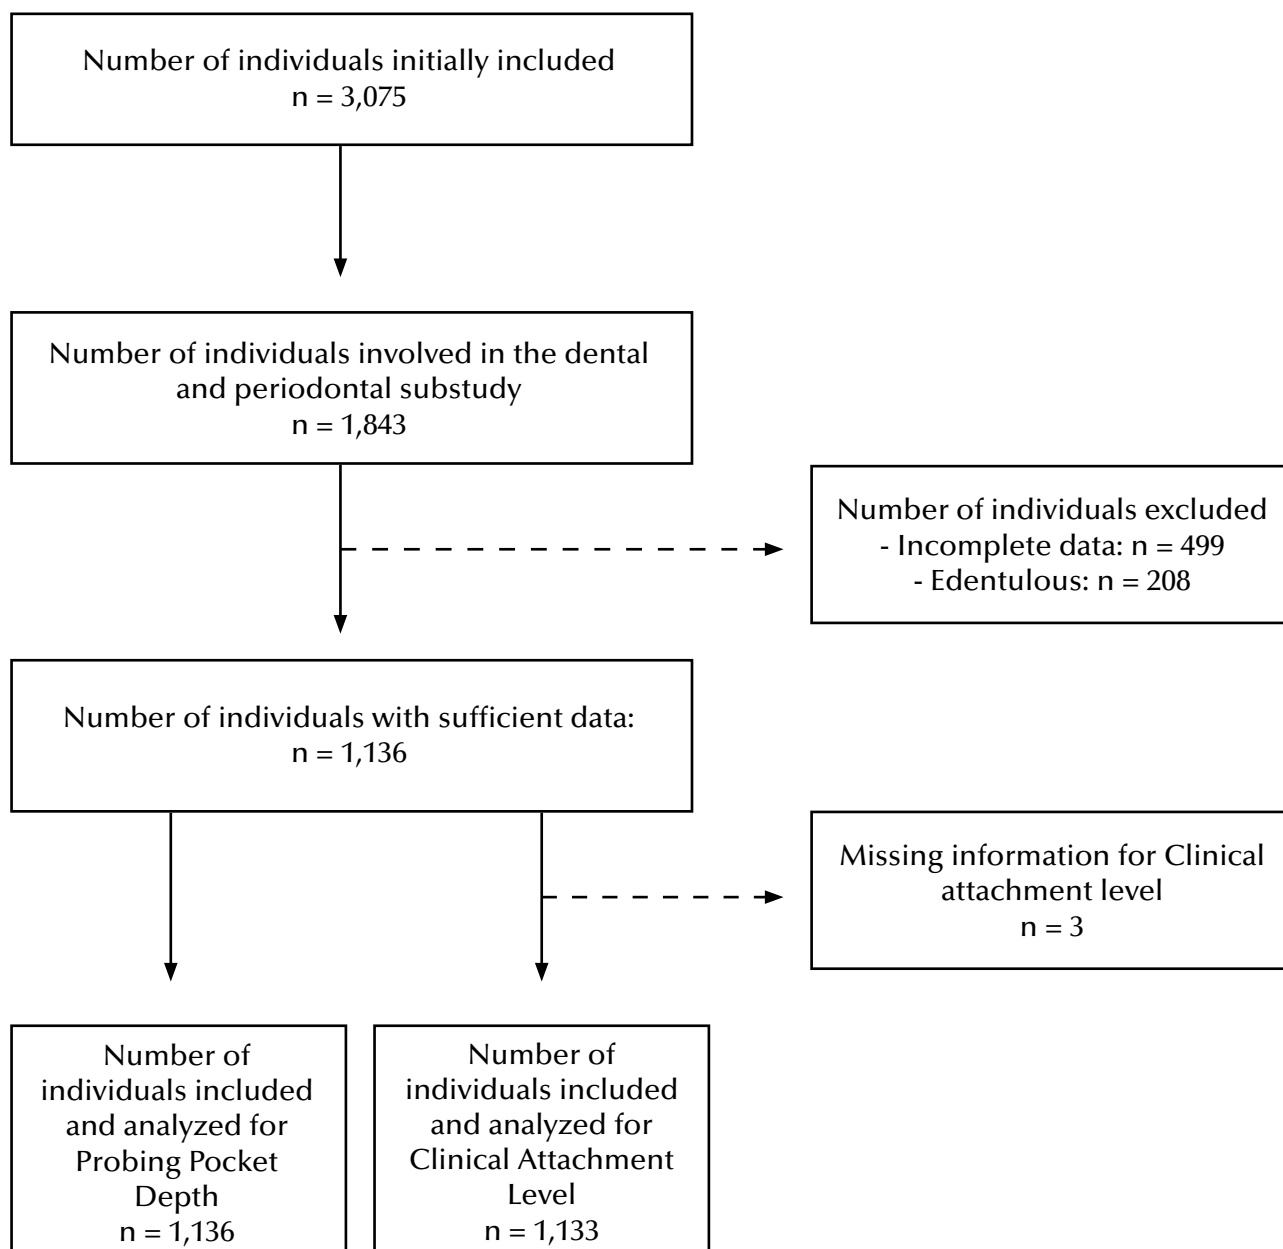 Number of individuals initially included
n = 3,075
Number of individuals involved in the dental
and periodontal substudy
n = 1,843
Number of individuals excluded
- Incomplete data: n = 499
- Edentulous: n = 208
Number of individuals with sufficient data:
n = 1,136
Missing information for Clinical
attachment level
n = 3
Number of
individuals included
and analyzed for
Probing Pocket
Depth
n = 1,136
Number of
individuals included
and analyzed for
Clinical Attachment
Level
n = 1,133